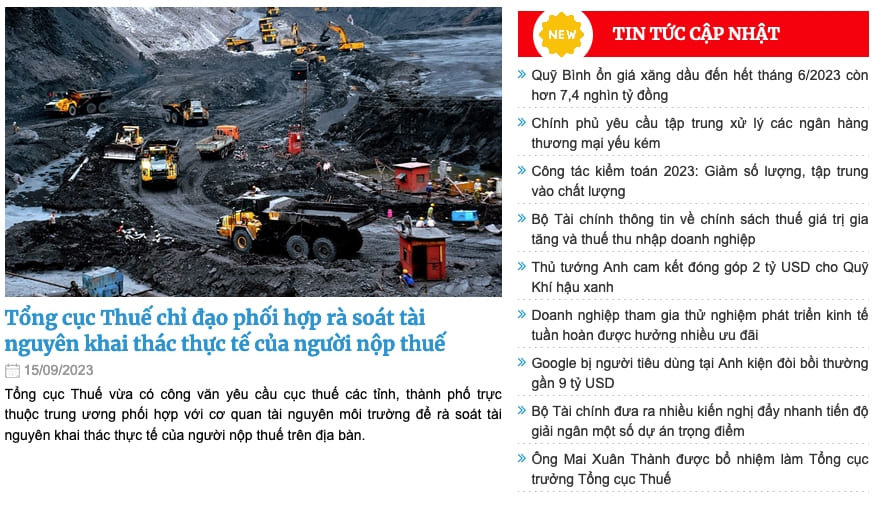 Tổng cục Thuế chỉ đạo phối hợp rà soát tài
nguyên khai thác thực tế của người nộp thuế
15/09/2023
Tổng cục Thuế vừa có công văn yêu cầu cục thuế các tỉnh, thành phố trực
thuộc trung ương phối hợp với cơ quan tài nguyên môi trường để rà soát tài
nguyên khai thác thực tế của người nộp thuế trên địa bàn.
NEW
TIN TỨC CẬP NHẬT
Quỹ Bình ổn giá xăng dầu đến hết tháng 6/2023 còn
hơn 7,4 nghìn tỷ đồng
Chính phủ yêu cầu tập trung xử lý các ngân hàng
thương mại yếu kém
Công tác kiểm toán 2023: Giảm số lượng, tập trung
vào chất lượng
Bộ Tài chính thông tin về chính sách thuế giá trị gia
tăng và thuế thu nhập doanh nghiệp
Thủ tướng Anh cam kết đóng góp 2 tỷ USD cho Quỹ
Khí hậu xanh
Doanh nghiệp tham gia thử nghiệm phát triển kinh tế
tuần hoàn được hưởng nhiều ưu đãi
Google bị người tiêu dùng tại Anh kiện đòi bồi thường
gần 9 tỷ USD
Bộ Tài chính đưa ra nhiều kiến nghị đẩy nhanh tiến độ
giải ngân một số dự án trọng điểm
Ông Mai Xuân Thành được bổ nhiệm làm Tổng cục
trưởng Tổng cục Thuế